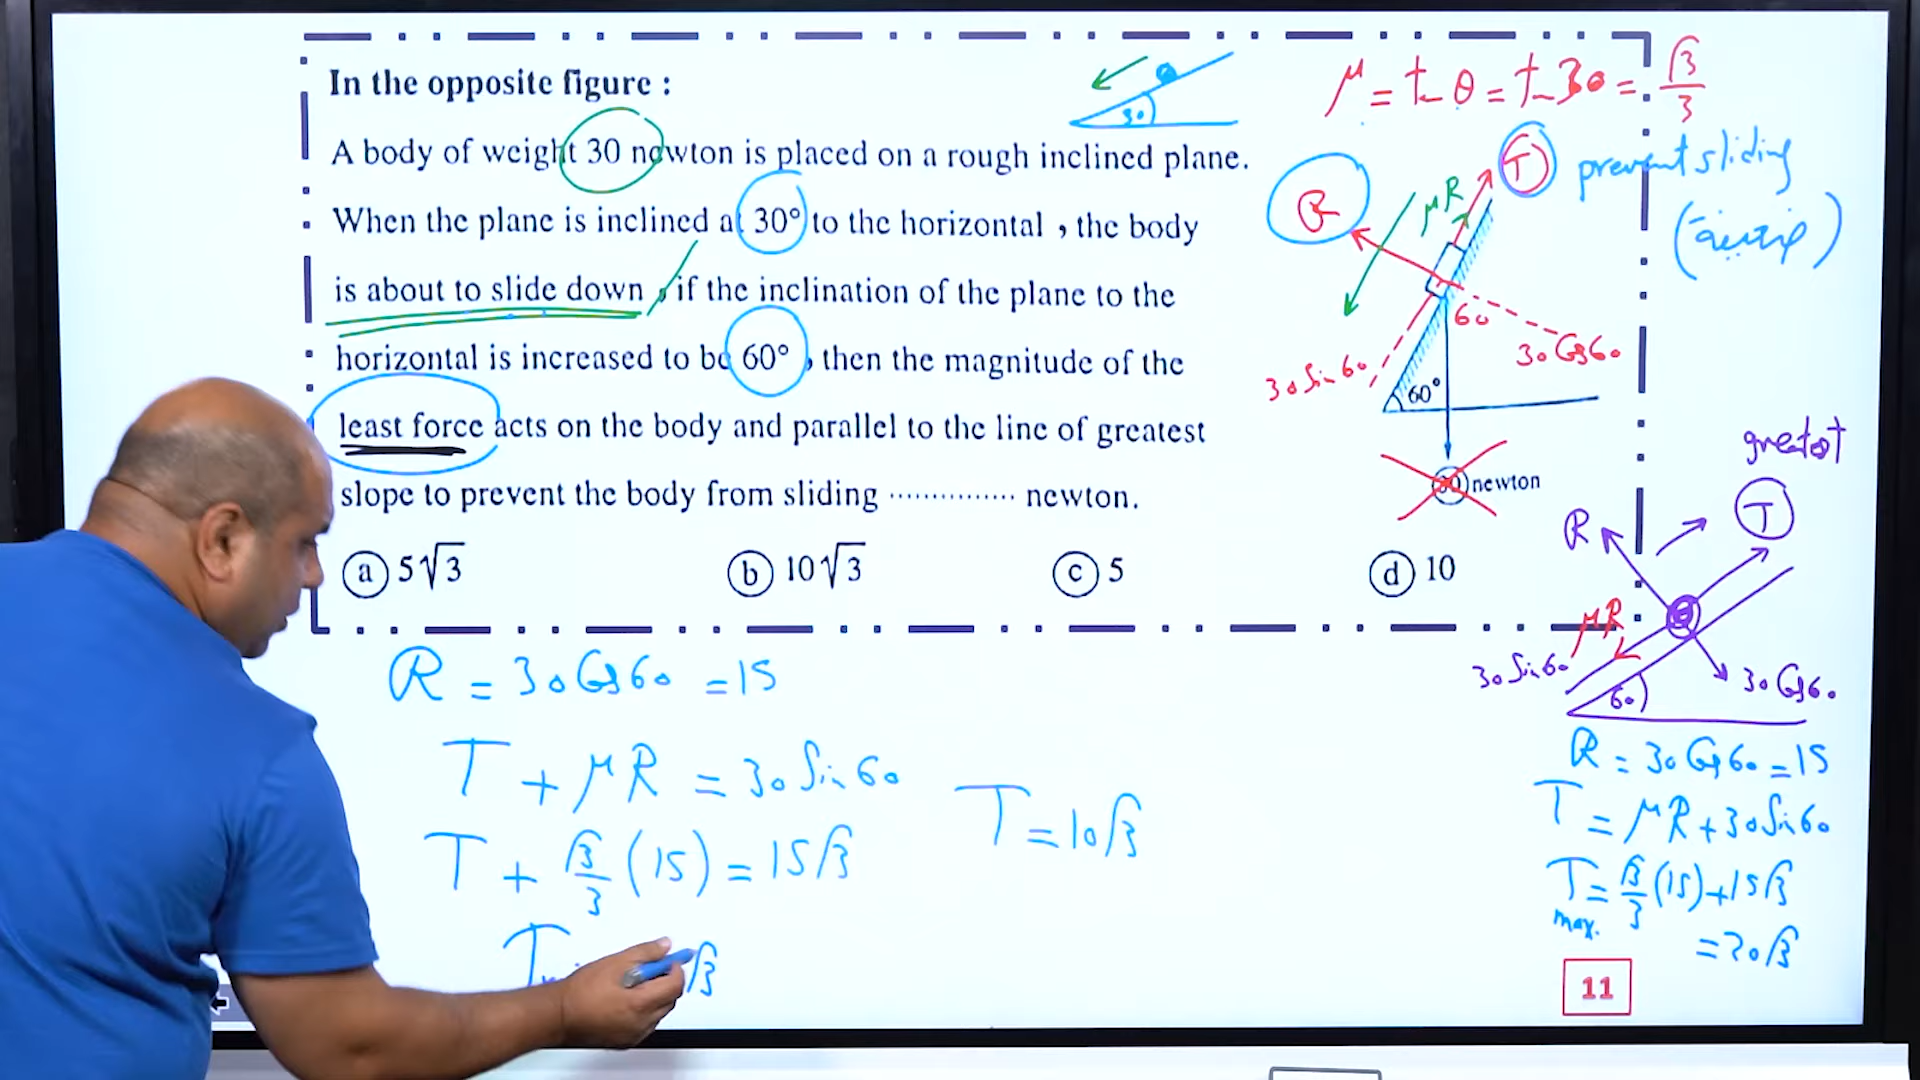 In the opposite figure :
A body of weight 30 newton is placed on a rough inclined plane.
When the plane is inclined at 30° to the horizontal , the body
is about to slide down , if the inclination of the plane to the
horizontal is increased to be 60° , then the magnitude of the
least force acts on the body and parallel to the line of greatest
slope to prevent the body from sliding ............... newton.
a 5√3
b 10√3
c 5
d 10
30
μ = tan θ = tan 30 = √3/3
T
prevent sliding
R
μR
60
30 Cos 60
30 Sin 60
60°
newton
greatest
T
R
μR
30 Sin 60
30 Cos 60
60
R = 30 Cos 60 = 15
T = μR + 30 Sin 60
T max. = √3/3 (15) + 15√3
= 20√3
R = 30 Cos 60 = 15
T + μR = 30 Sin 60
T + √3/3 (15) = 15√3
T = 10√3
T
√3
11